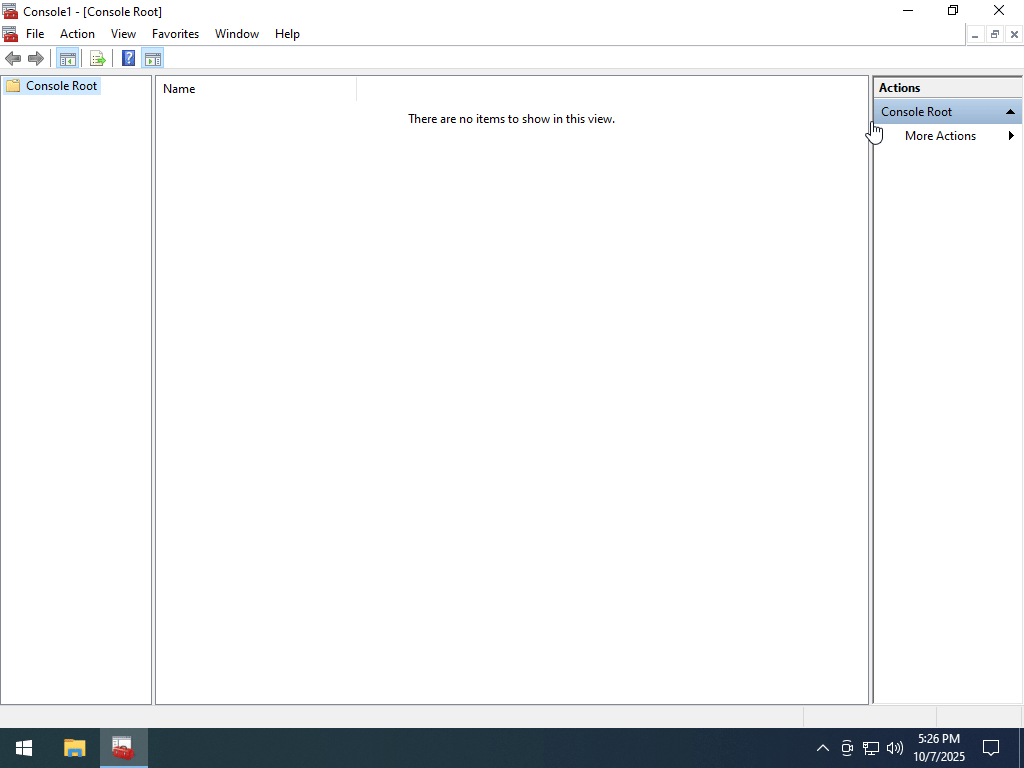 Console1 - [Console Root]
File Action View Favorites Window Help
Console Root
Name
There are no items to show in this view.
Actions
Console Root
More Actions
5:26 PM
10/7/2025